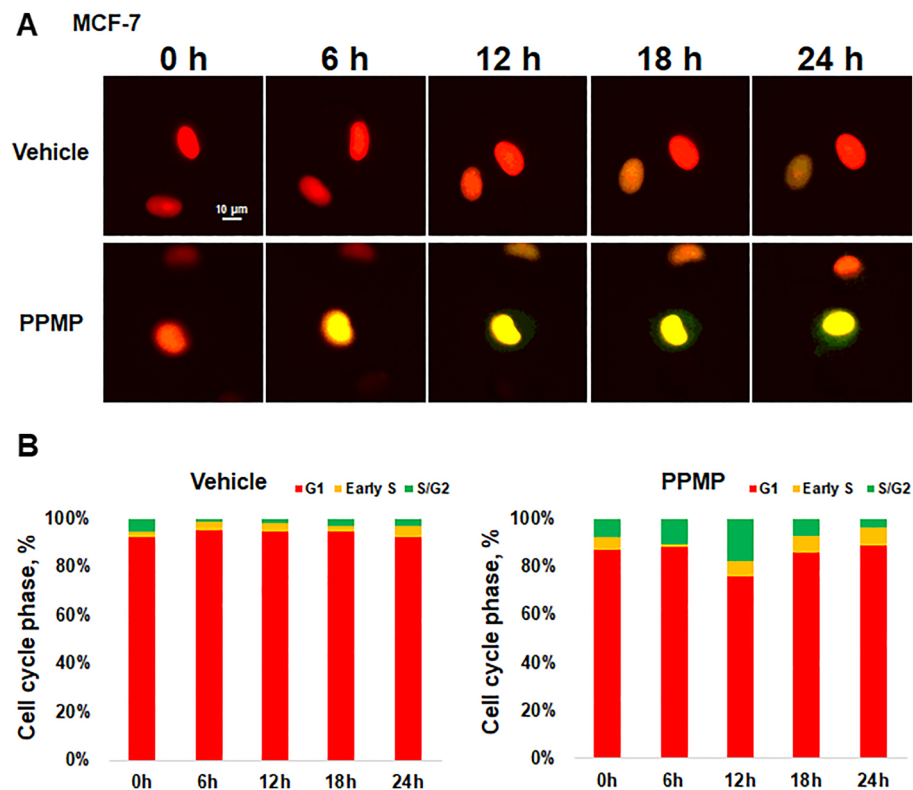 A MCF-7
0 h 6 h 12 h 18 h 24 h
Vehicle
10 µm
PPMP
B
Vehicle G1 Early S S/G2
Cell cycle phase, %
100%
80%
60%
40%
20%
0%
0h 6h 12h 18h 24h
PPMP G1 Early S S/G2
Cell cycle phase, %
100%
80%
60%
40%
20%
0%
0h 6h 12h 18h 24h